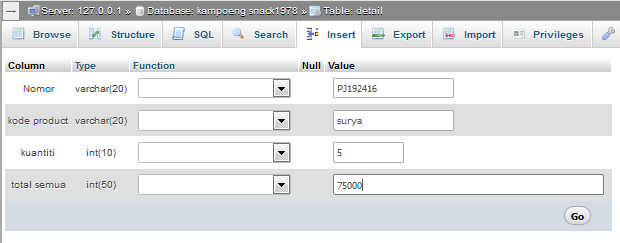 Server: 127.0.0.1 » Database: kampoeng snack1978 » Table: detail
Browse Structure SQL Search Insert Export Import Privileges
Column Type Function Null Value
Nomor varchar(20) PJ192416
kode product varchar(20) surya
kuantiti int(10) 5
total semua int(50) 75000
Go